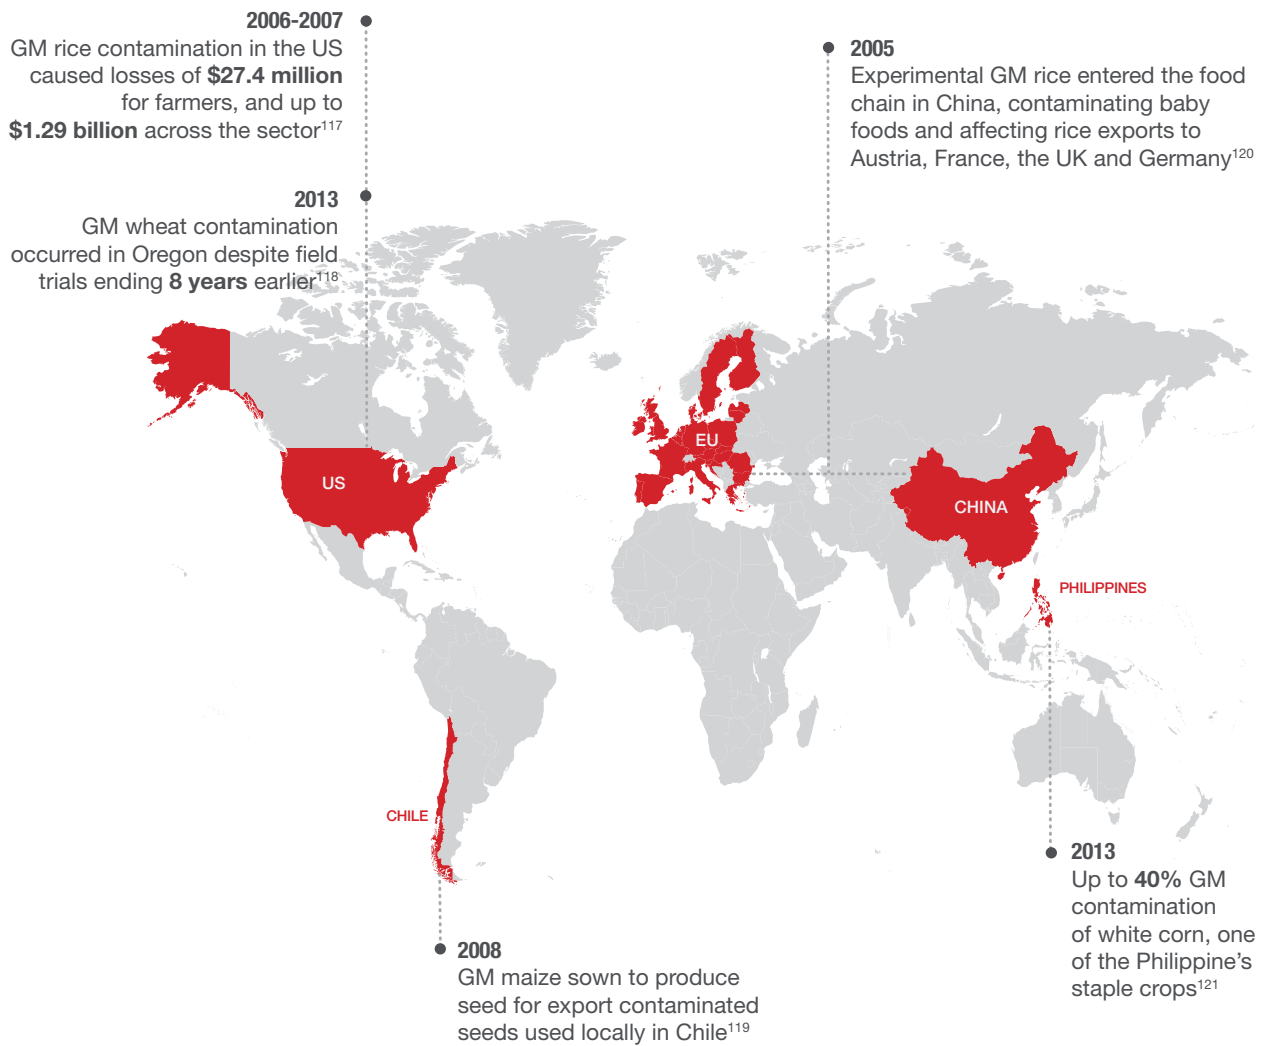 2006-2007
GM rice contamination in the US
caused losses of $27.4 million
for farmers, and up to
$1.29 billion across the sector117
2013
GM wheat contamination
occurred in Oregon despite field
trials ending 8 years earlier118
2005
Experimental GM rice entered the food
chain in China, contaminating baby
foods and affecting rice exports to
Austria, France, the UK and Germany120
EU
US
CHINA
PHILIPPINES
CHILE
2013
Up to 40% GM
contamination
of white corn, one
of the Philippine’s
staple crops121
2008
GM maize sown to produce
seed for export contaminated
seeds used locally in Chile119